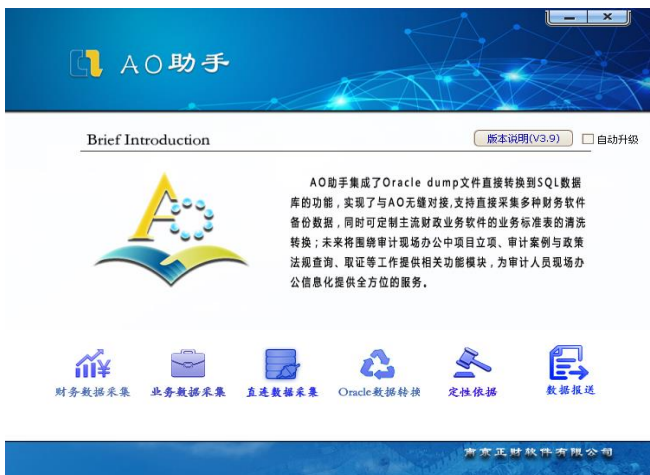 AO助手
Brief Introduction
版本说明(V3.9)
自动升级
AO助手集成了Oracle dump文件直接转换到SQL数据
库的功能，实现了与AO无缝对接,支持直接采集多种财务软件
备份数据，同时可定制主流财政业务软件的业务标准表的清洗
转换；未来将围绕审计现场办公中项目立项、审计案例与政策
法规查询、取证等工作提供相关功能模块，为审计人员现场办
公信息化提供全方位的服务。
财务数据采集
业务数据采集
直连数据采集
Oracle数据转换
定性依据
数据报送
南京正财软件有限公司